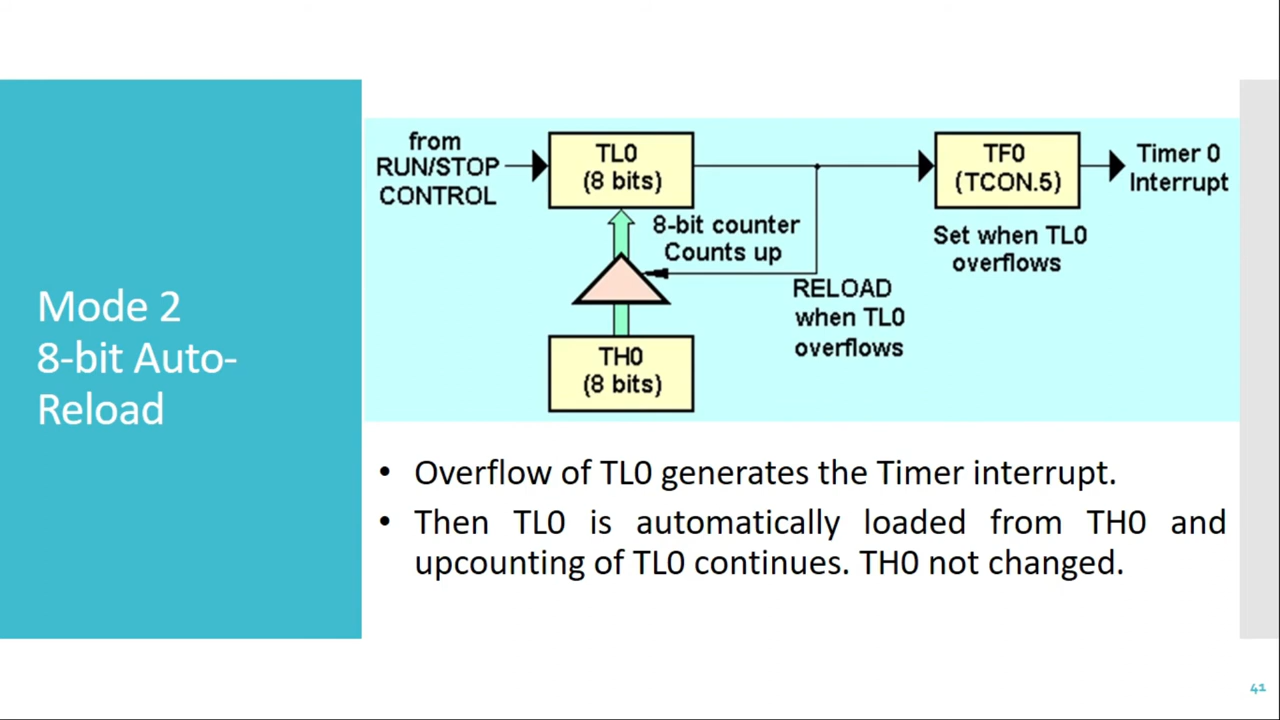 Mode 2
8-bit Auto-
Reload
from
RUN/STOP
CONTROL
TL0
(8 bits)
TF0
(TCON.5)
Timer 0
Interrupt
8-bit counter
Counts up
Set when TL0
overflows
RELOAD
when TL0
overflows
TH0
(8 bits)
• Overflow of TL0 generates the Timer interrupt.
• Then TL0 is automatically loaded from TH0 and
upcounting of TL0 continues. TH0 not changed.
41